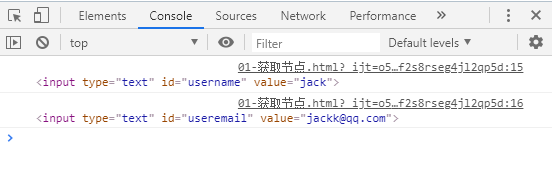 Elements Console Sources Network Performance
top Filter Default levels
01-获取节点.html? ijt=o5…f2s8rseg4jl2qp5d:15
<input type="text" id="username" value="jack">
01-获取节点.html? ijt=o5…f2s8rseg4jl2qp5d:16
<input type="text" id="useremail" value="jackk@qq.com">